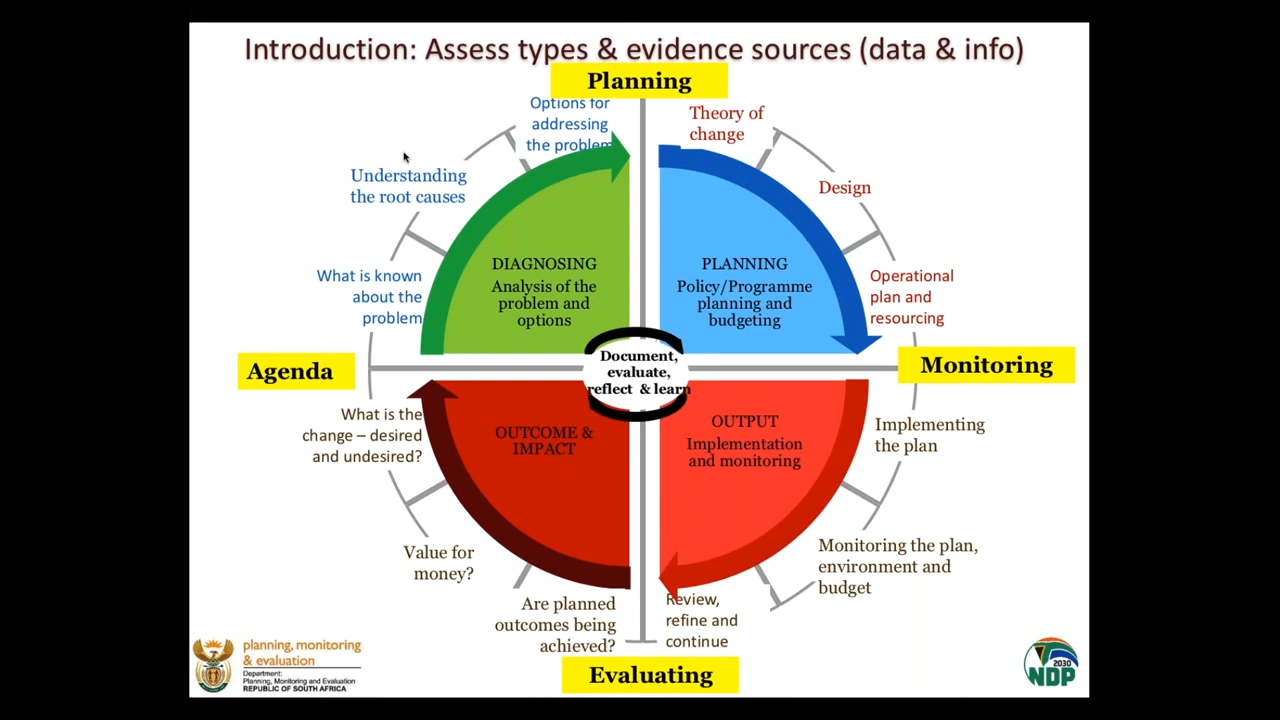 Introduction: Assess types & evidence sources (data & info)
Planning
Options for
addressing
the problem
Theory of
change
Understanding
the root causes
Design
What is known
about the
problem
DIAGNOSING
Analysis of the
problem and
options
PLANNING
Policy/Programme
planning and
budgeting
Operational
plan and
resourcing
Agenda
Document,
evaluate,
reflect & learn
Monitoring
What is the
change – desired
and undesired?
OUTCOME &
IMPACT
OUTPUT
Implementation
and monitoring
Implementing
the plan
Value for
money?
Monitoring the plan,
environment and
budget
Are planned
outcomes being
achieved?
Review,
refine and
continue
Evaluating
planning, monitoring
& evaluation
Department:
Planning, Monitoring and Evaluation
REPUBLIC OF SOUTH AFRICA
2030
NDP